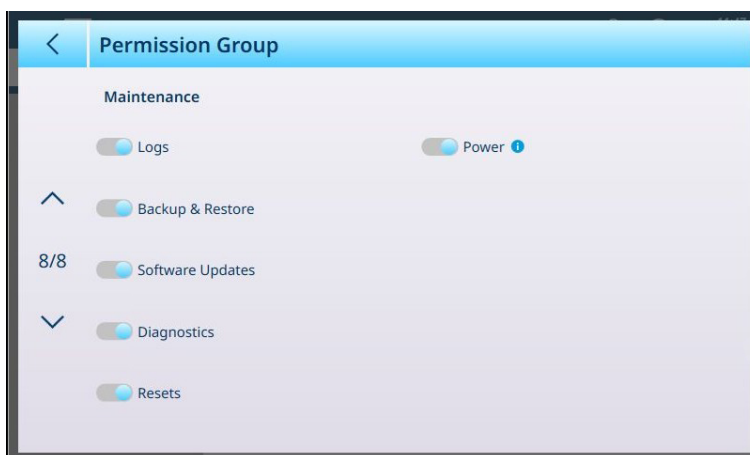 Permission Group
Maintenance
Logs
Power
Backup & Restore
8/8
Software Updates
Diagnostics
Resets